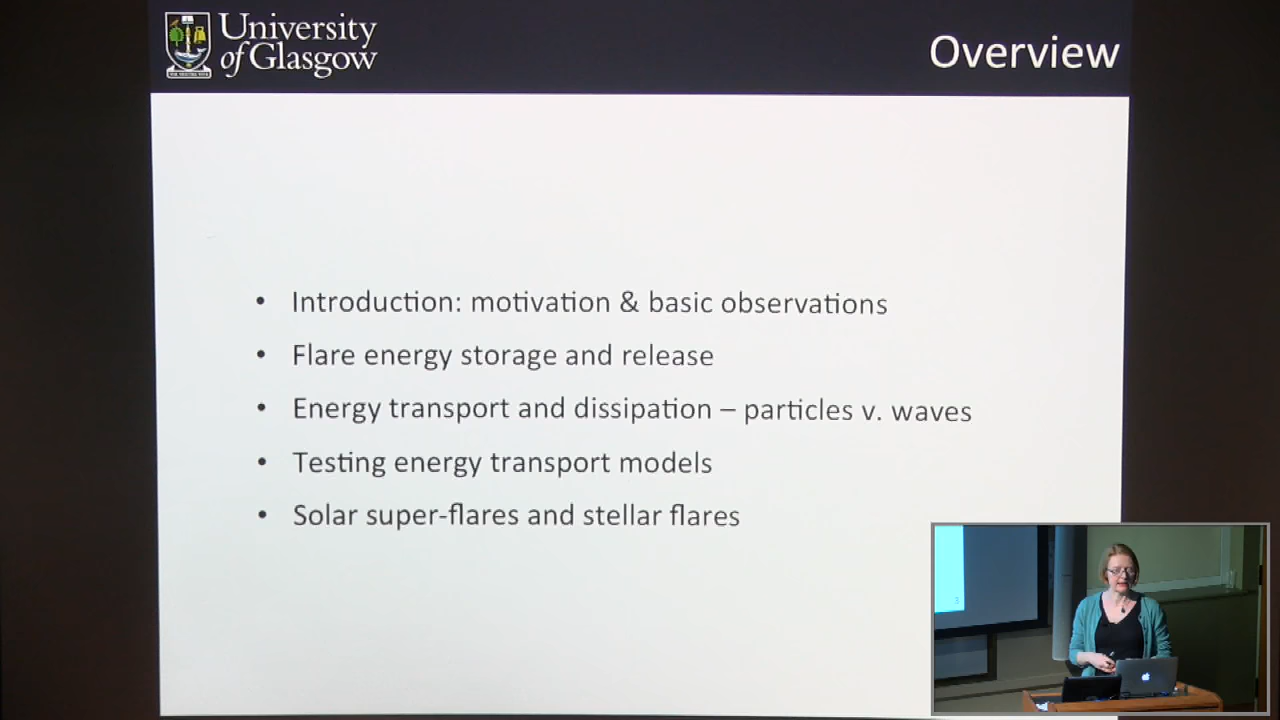 University
of Glasgow
Overview
• Introduction: motivation & basic observations
• Flare energy storage and release
• Energy transport and dissipation – particles v. waves
• Testing energy transport models
• Solar super-flares and stellar flares
3